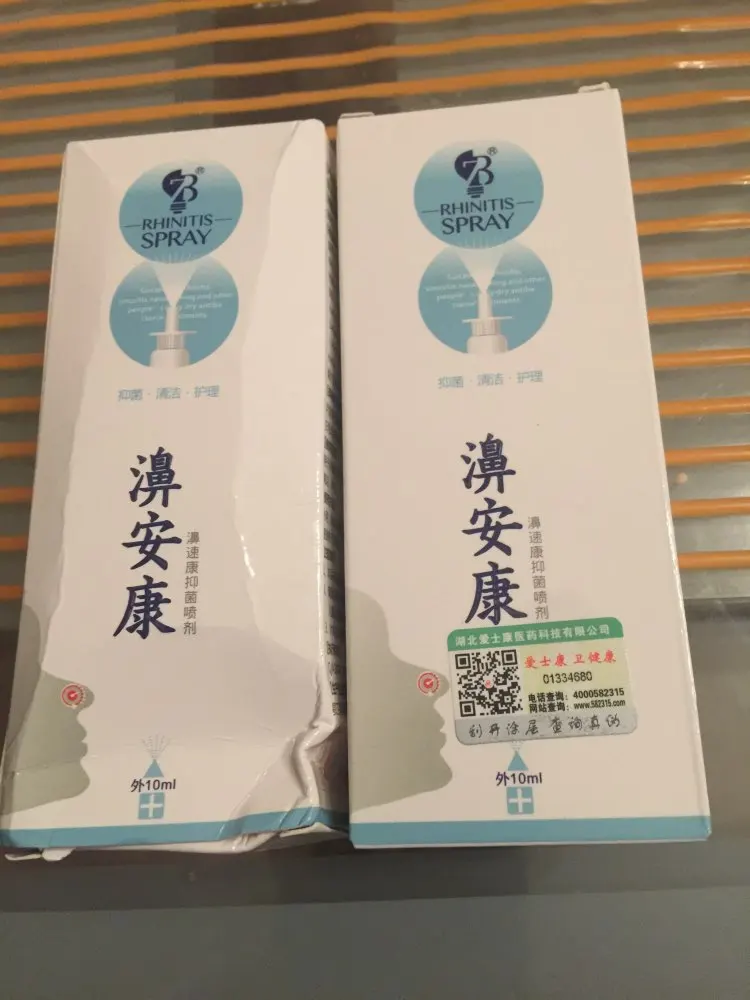 ZB®
RHINITIS
SPRAY
抑菌·清洁·护理
濞安康
濞速康抑菌喷剂
外10ml
ZB®
RHINITIS
SPRAY
抑菌·清洁·护理
濞安康
濞速康抑菌喷剂
湖北爱士康医药科技有限公司
爱士康 卫健康
01334680
电话查询:4000582315
网站查询:www.582315.com
刮开涂层 查询真伪
外10ml